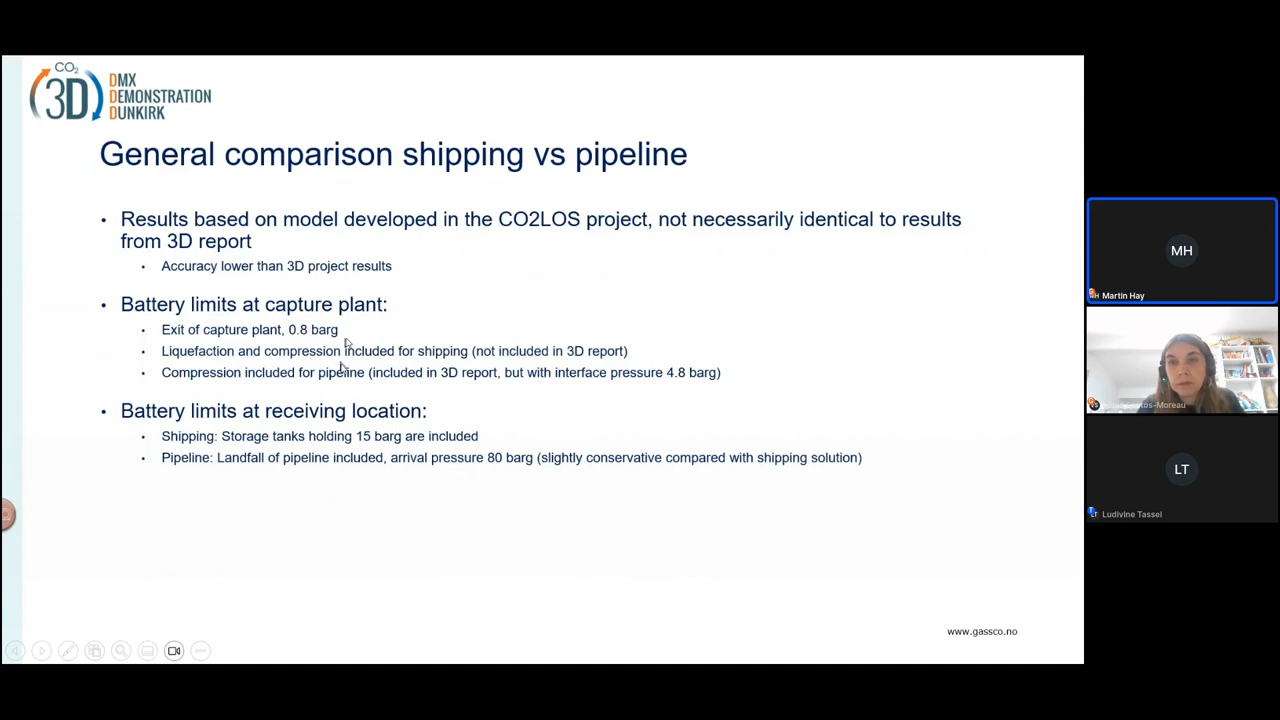 CO2
3D
DMX
DEMONSTRATION
DUNKIRK
General comparison shipping vs pipeline
• Results based on model developed in the CO2LOS project, not necessarily identical to results
from 3D report
• Accuracy lower than 3D project results
• Battery limits at capture plant:
• Exit of capture plant, 0.8 barg
• Liquefaction and compression included for shipping (not included in 3D report)
• Compression included for pipeline (included in 3D report, but with interface pressure 4.8 barg)
• Battery limits at receiving location:
• Shipping: Storage tanks holding 15 barg are included
• Pipeline: Landfall of pipeline included, arrival pressure 80 barg (slightly conservative compared with shipping solution)
www.gassco.no
MH
Martin Hay
-Moreau
LT
Ludivine Tassel